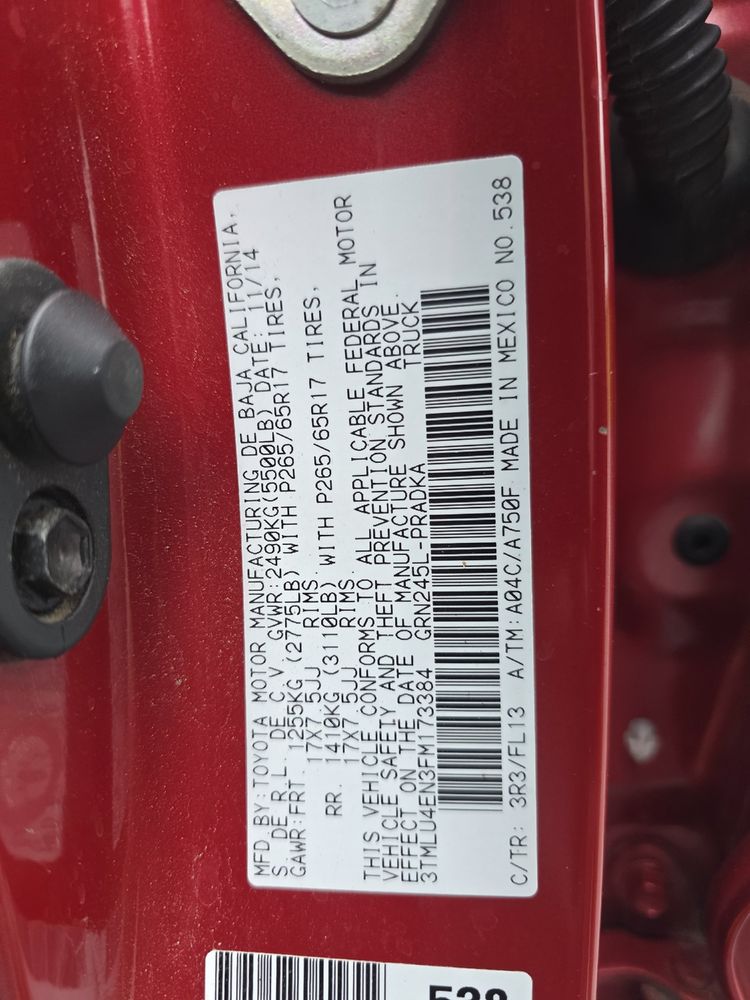 MFD BY:TOYOTA MOTOR MANUFACTURING DE BAJA CALIFORNIA,
S. DE R.L. DE C.V. GVWR:2490KG(5500LB) DATE: 11/14
GAWR:FRT. 1255KG (2775LB) WITH P265/65R17 TIRES,
17X7.5JJ RIMS.
RR. 1410KG (3110LB) WITH P265/65R17 TIRES,
17X7.5JJ RIMS
THIS VEHICLE CONFORMS TO ALL APPLICABLE FEDERAL MOTOR
VEHICLE SAFETY AND THEFT PREVENTION STANDARDS IN
EFFECT ON THE DATE OF MANUFACTURE SHOWN ABOVE.
3TMLU4EN3FM173384 GRN245L-PRADKA TRUCK
C/TR: 3R3/FL13 A/TM:A04C/A750F MADE IN MEXICO NO.538
538